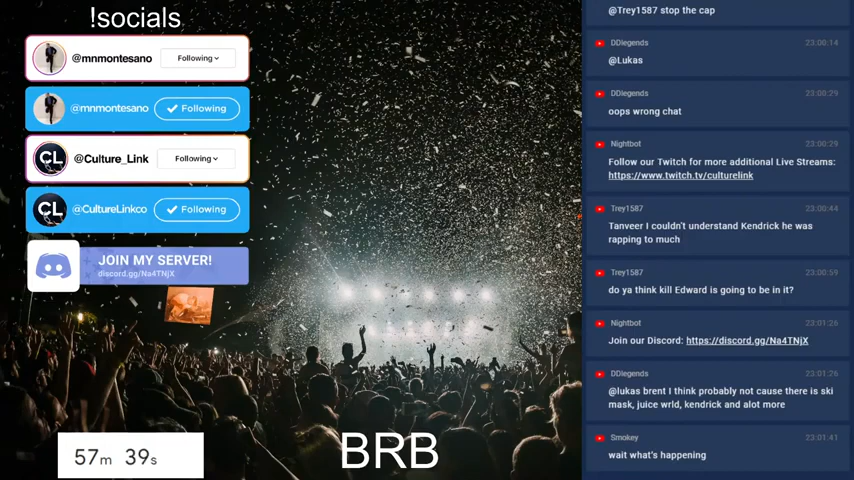 !socials
@mnmontesano
Following
@mnmontesano
Following
CL
@Culture_Link
Following
CL
@CultureLinkco
Following
JOIN MY SERVER!
discord.gg/Na4TNjX
57m 39s
BRB
@Trey1587 stop the cap
DDlegends
23:00:14
@Lukas
DDlegends
23:00:29
oops wrong chat
Nightbot
23:00:29
Follow our Twitch for more additional Live Streams:
https://www.twitch.tv/culturelink
Trey1587
23:00:44
Tanveer I couldn't understand Kendrick he was
rapping to much
Trey1587
23:00:59
do ya think kill Edward is going to be in it?
Nightbot
23:01:26
Join our Discord: https://discord.gg/Na4TNjX
DDlegends
23:01:26
@lukas brent I think probably not cause there is ski
mask, juice wrld, kendrick and alot more
Smokey
23:01:41
wait what's happening